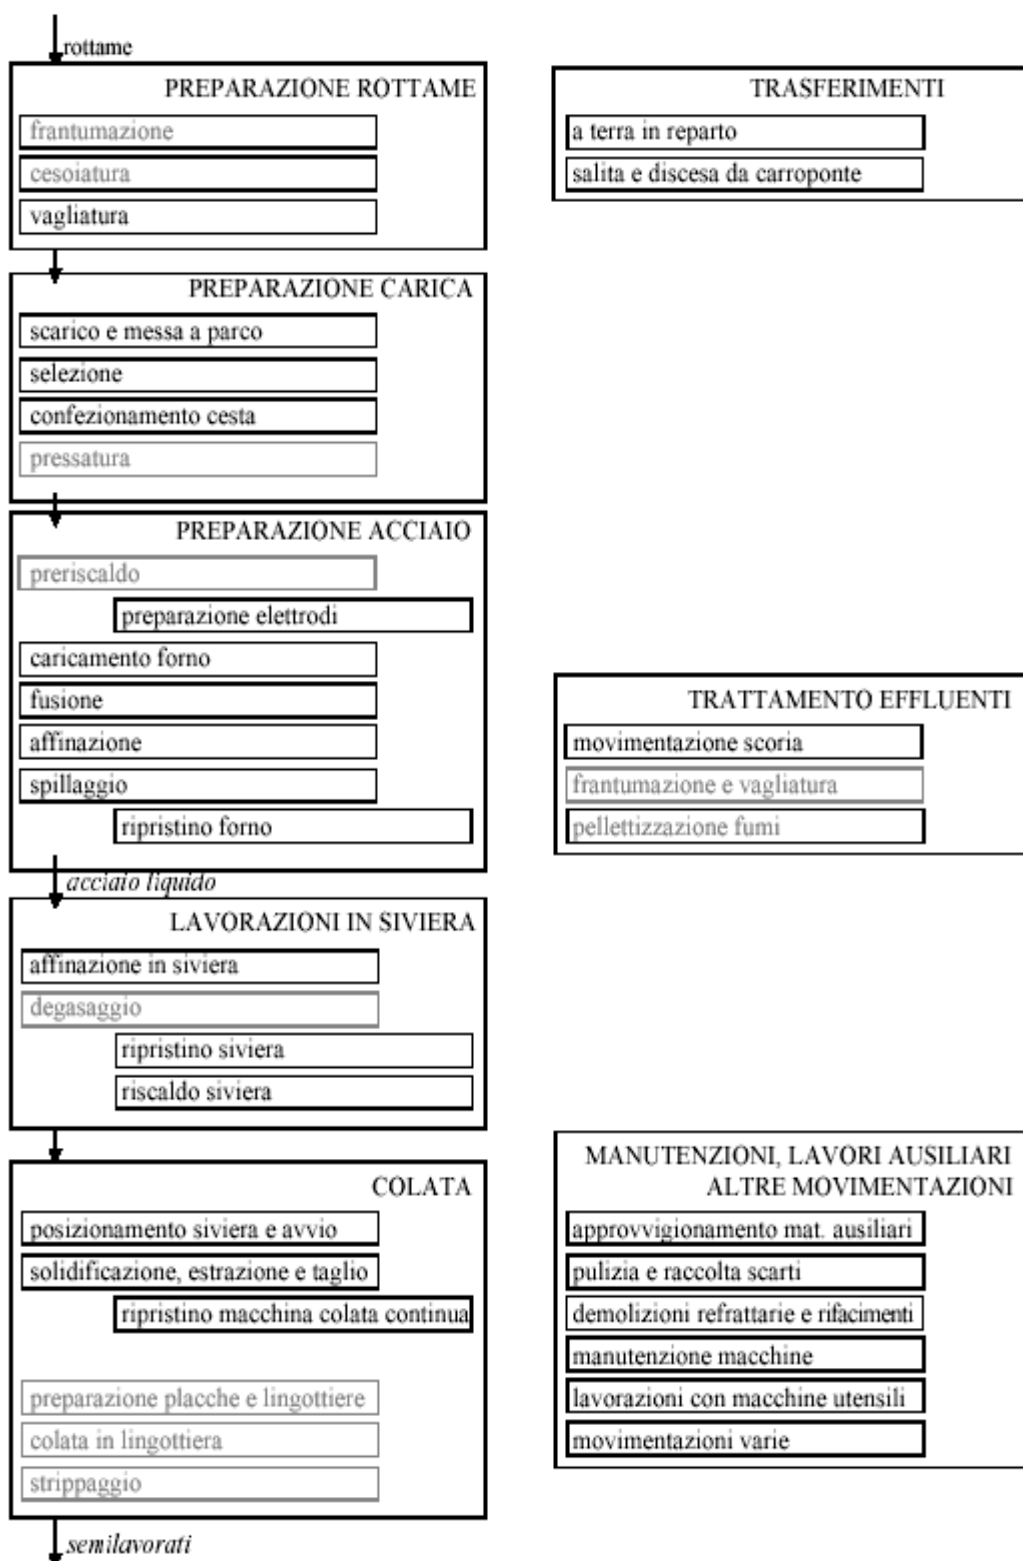 rottame
PREPARAZIONE ROTTAME
frantumazione
cesoiatura
vagliatura
PREPARAZIONE CARICA
scarico e messa a parco
selezione
confezionamento cesta
pressatura
PREPARAZIONE ACCIAIO
preriscaldo
preparazione elettrodi
caricamento forno
fusione
affinazione
spillaggio
ripristino forno
acciaio liquido
LAVORAZIONI IN SIVIERA
affinazione in siviera
degasaggio
ripristino siviera
riscaldo siviera
COLATA
posizionamento siviera e avvio
solidificazione, estrazione e taglio
ripristino macchina colata continua
preparazione placche e lingottiere
colata in lingottiera
strippaggio
semilavorati
TRASFERIMENTI
a terra in reparto
salita e discesa da carroponte
TRATTAMENTO EFFLUENTI
movimentazione scoria
frantumazione e vagliatura
pellettizzazione fumi
MANUTENZIONI, LAVORI AUSILIARI
ALTRE MOVIMENTAZIONI
approvvigionamento mat. ausiliari
pulizia e raccolta scarti
demolizioni refrattarie e rifacimenti
manutenzione macchine
lavorazioni con macchine utensili
movimentazioni varie